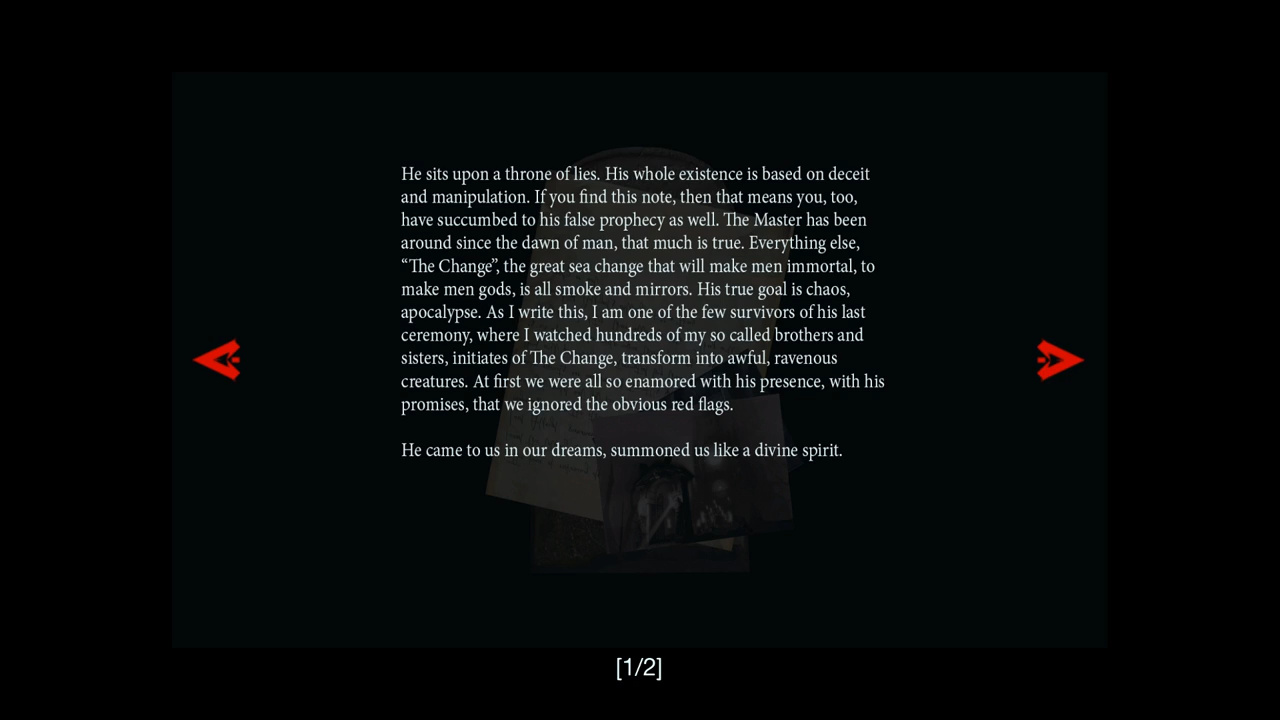 He sits upon a throne of lies. His whole existence is based on deceit
and manipulation. If you find this note, then that means you, too,
have succumbed to his false prophecy as well. The Master has been
around since the dawn of man, that much is true. Everything else,
“The Change”, the great sea change that will make men immortal, to
make men gods, is all smoke and mirrors. His true goal is chaos,
apocalypse. As I write this, I am one of the few survivors of his last
ceremony, where I watched hundreds of my so called brothers and
sisters, initiates of The Change, transform into awful, ravenous
creatures. At first we were all so enamored with his presence, with his
promises, that we ignored the obvious red flags.
He came to us in our dreams, summoned us like a divine spirit.
[1/2]